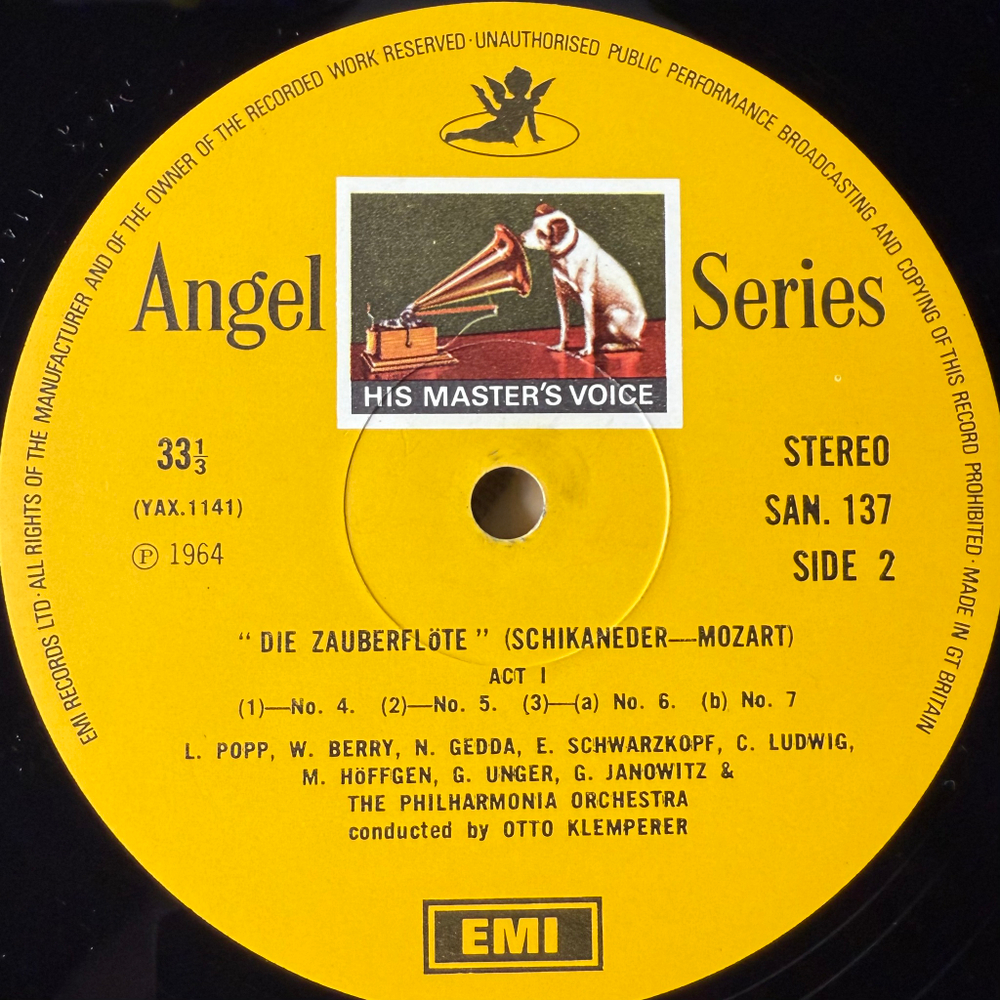 EMI RECORDS LTD · ALL RIGHTS OF THE MANUFACTURER AND OF THE OWNER OF THE RECORDED WORK RESERVED · UNAUTHORISED PUBLIC PERFORMANCE BROADCASTING AND COPYING OF THIS RECORD PROHIBITED · MADE IN GT BRITAIN
Angel Series
HIS MASTER'S VOICE
33⅓
(YAX.1141)
Ⓟ 1964
STEREO
SAN. 137
SIDE 2
“ DIE ZAUBERFLÖTE ” (SCHIKANEDER—MOZART)
ACT I
(1)—No. 4. (2)—No. 5. (3)—(a) No. 6. (b) No. 7
L. POPP, W. BERRY, N. GEDDA, E. SCHWARZKOPF, C. LUDWIG,
M. HÖFFGEN, G. UNGER, G. JANOWITZ &
THE PHILHARMONIA ORCHESTRA
conducted by OTTO KLEMPERER
EMI